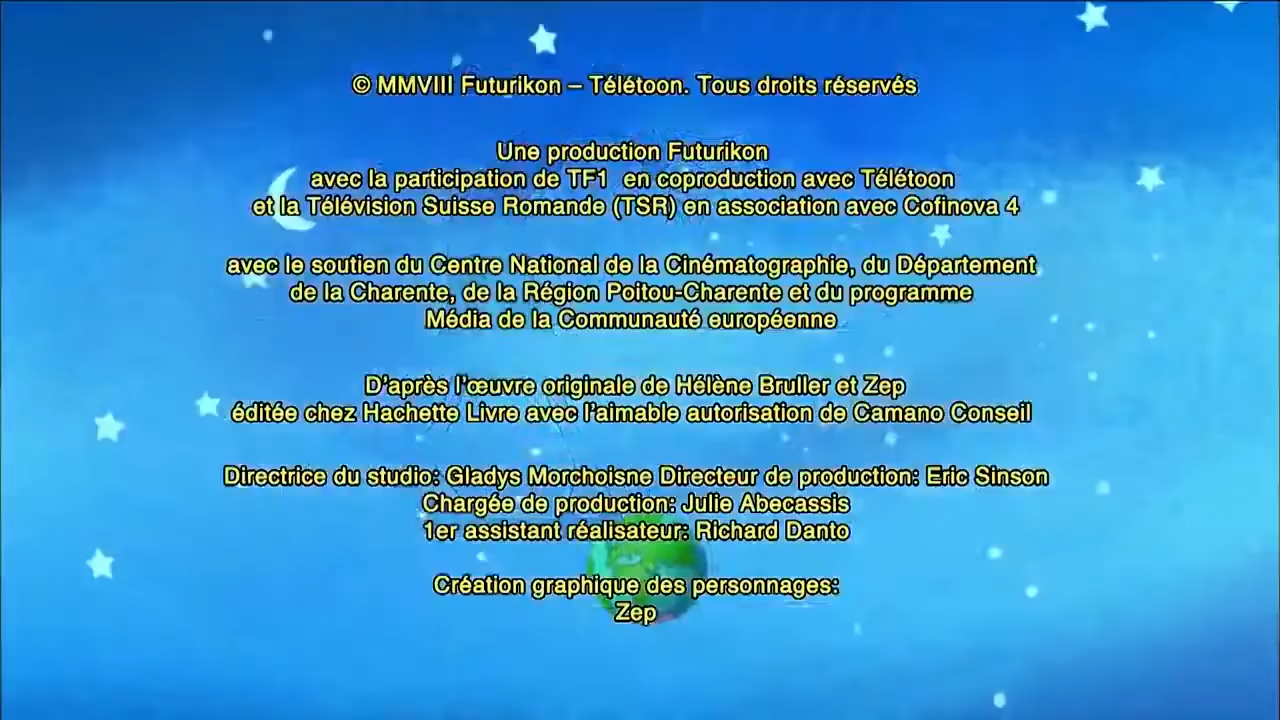 © MMVIII Futurikon – Télétoon. Tous droits réservés
Une production Futurikon
avec la participation de TF1 en coproduction avec Télétoon
et la Télévision Suisse Romande (TSR) en association avec Cofinova 4
avec le soutien du Centre National de la Cinématographie, du Département
de la Charente, de la Région Poitou-Charente et du programme
Média de la Communauté européenne
D'après l'œuvre originale de Hélène Bruller et Zep
éditée chez Hachette Livre avec l'aimable autorisation de Camano Conseil
Directrice du studio: Gladys Morchoisne Directeur de production: Eric Sinson
Chargée de production: Julie Abecassis
1er assistant réalisateur: Richard Danto
Création graphique des personnages:
Zep